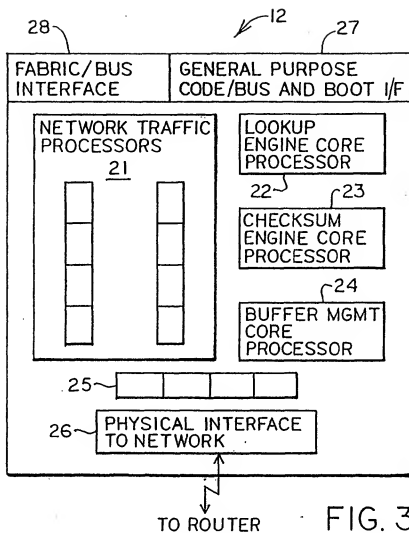 12
28
27
FABRIC/BUS
INTERFACE
GENERAL PURPOSE
CODE/BUS AND BOOT I/F
NETWORK TRAFFIC
PROCESSORS
21
LOOKUP
ENGINE CORE
PROCESSOR
22
23
CHECKSUM
ENGINE CORE
PROCESSOR
24
BUFFER MGMT
CORE
PROCESSOR
25
26
PHYSICAL INTERFACE
TO NETWORK
TO ROUTER
FIG. 3